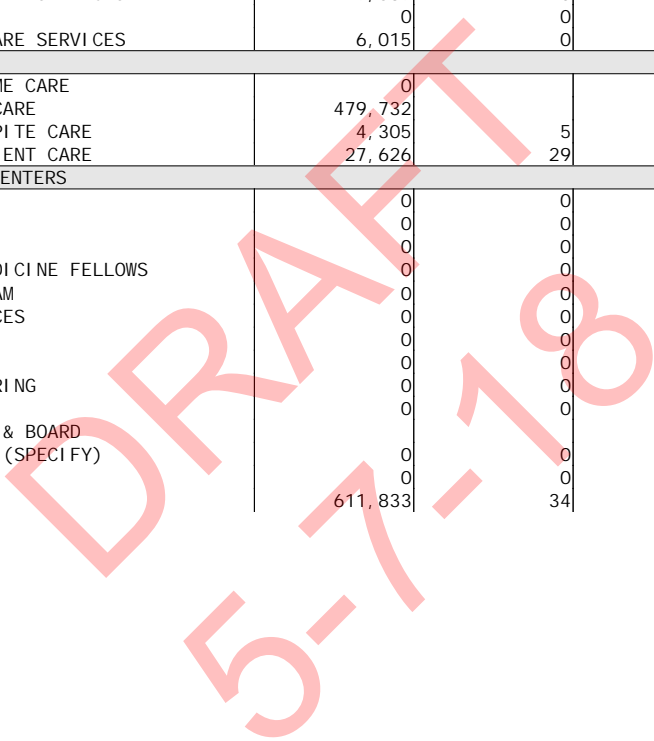 0 0
ARE SERVICES 6,015 0
ME CARE 0
CARE 479,732
PITE CARE 4,305 5
IENT CARE 27,626 29
ENTERS
0 0
0 0
0 0
DICINE FELLOWS 0 0
AM 0 0
CES 0 0
0 0
0 0
RING 0 0
0 0
& BOARD
(SPECIFY) 0 0
0 0
611,833 34
DRAFT
5-7-18